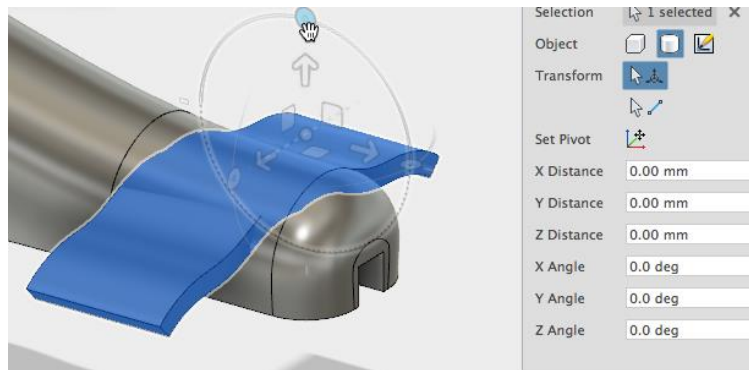 Selection 1 selected
Object
Transform
Set Pivot
X Distance 0.00 mm
Y Distance 0.00 mm
Z Distance 0.00 mm
X Angle 0.0 deg
Y Angle 0.0 deg
Z Angle 0.0 deg